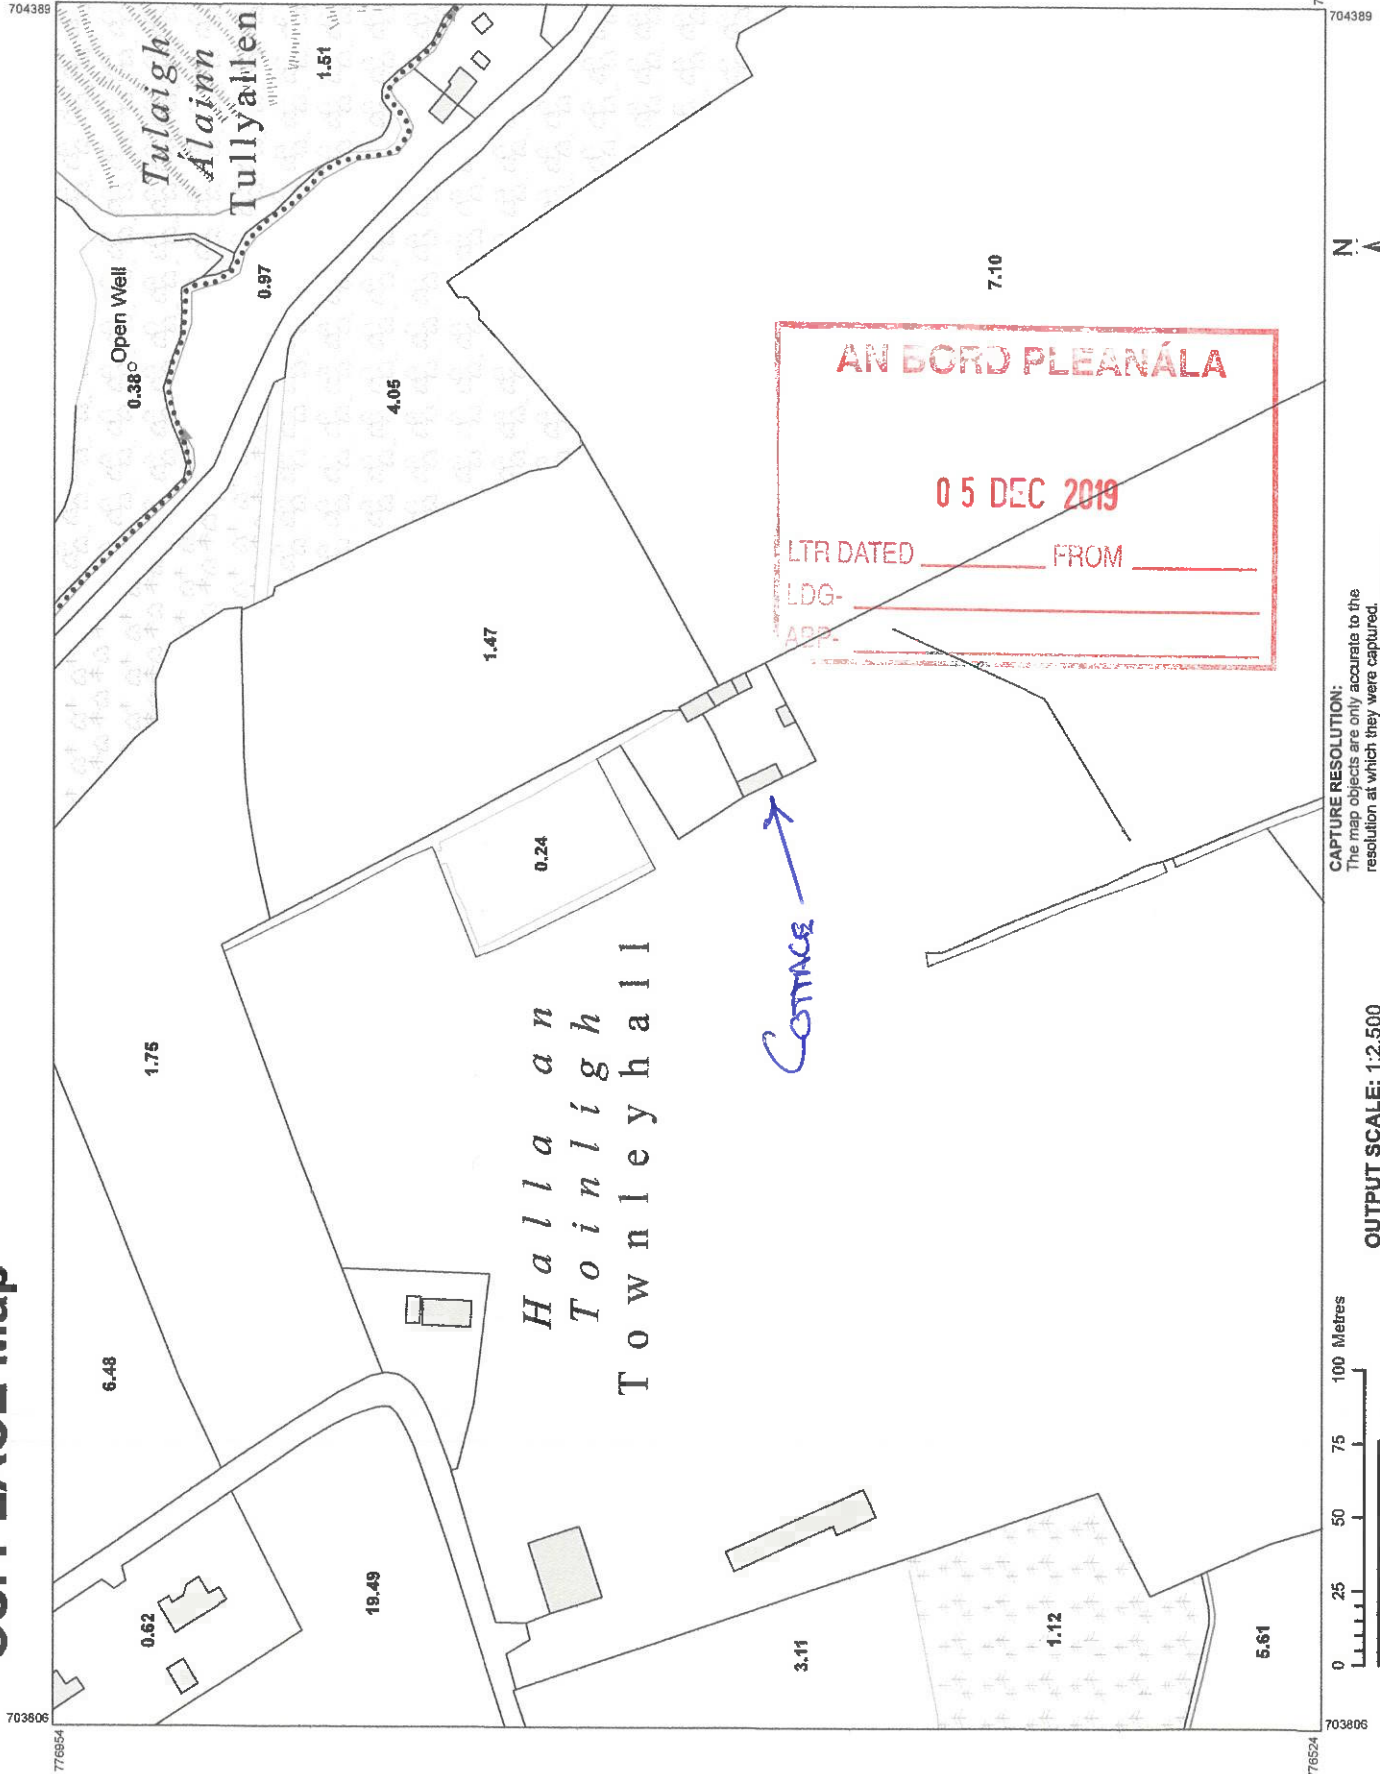 704389
704389
Tulaigh
Álainn
Tullyallen
1.51
Open Well
0.38
0.97
4.05
7.10
N
AN BORD PLEANÁLA
05 DEC 2019
LTR DATED FROM
LDG-
ABP-
1.47
0.24
COTTAGE
Halla an
Toinlígh
Townleyhall
1.75
6.48
0.62
19.49
3.11
1.12
5.61
CAPTURE RESOLUTION:
The map objects are only accurate to the
resolution at which they were captured.
OUTPUT SCALE: 1:2,500
0 25 50 75 100 Metres
703806
703806
776954
776524